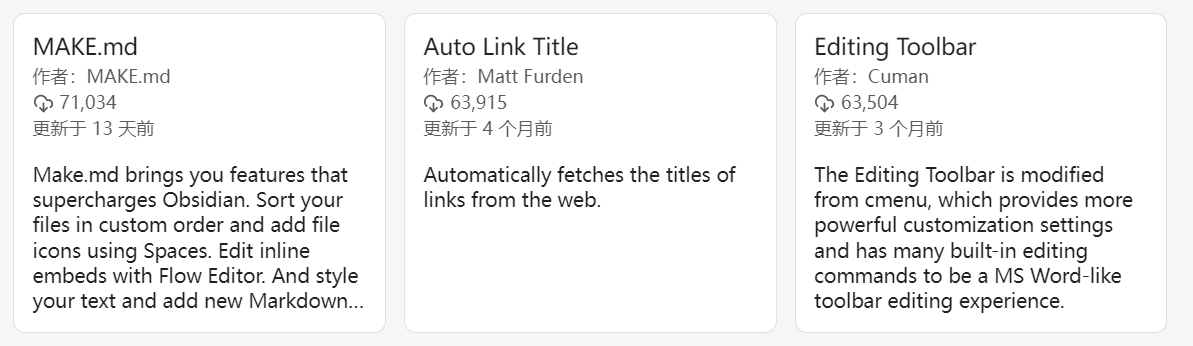 MAKE.md
作者：MAKE.md
71,034
更新于 13 天前
Make.md brings you features that
supercharges Obsidian. Sort your
files in custom order and add file
icons using Spaces. Edit inline
embeds with Flow Editor. And style
your text and add new Markdown...
Auto Link Title
作者：Matt Furden
63,915
更新于 4 个月前
Automatically fetches the titles of
links from the web.
Editing Toolbar
作者：Cuman
63,504
更新于 3 个月前
The Editing Toolbar is modified
from cmenu, which provides more
powerful customization settings
and has many built-in editing
commands to be a MS Word-like
toolbar editing experience.